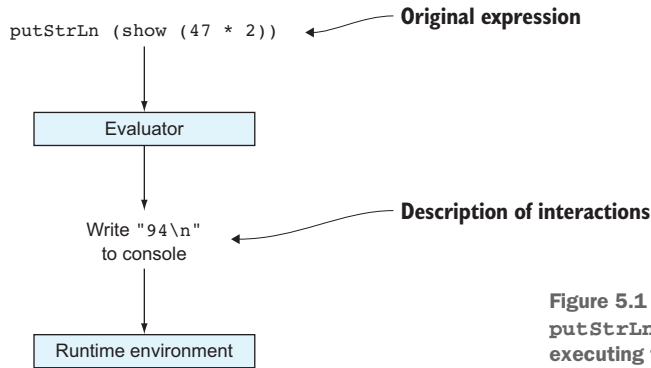 putStrLn (show (47 * 2))
Original expression
Evaluator
Write "94\n"
to console
Description of interactions
Runtime environment
Figure 5.1
putStrLn
executing